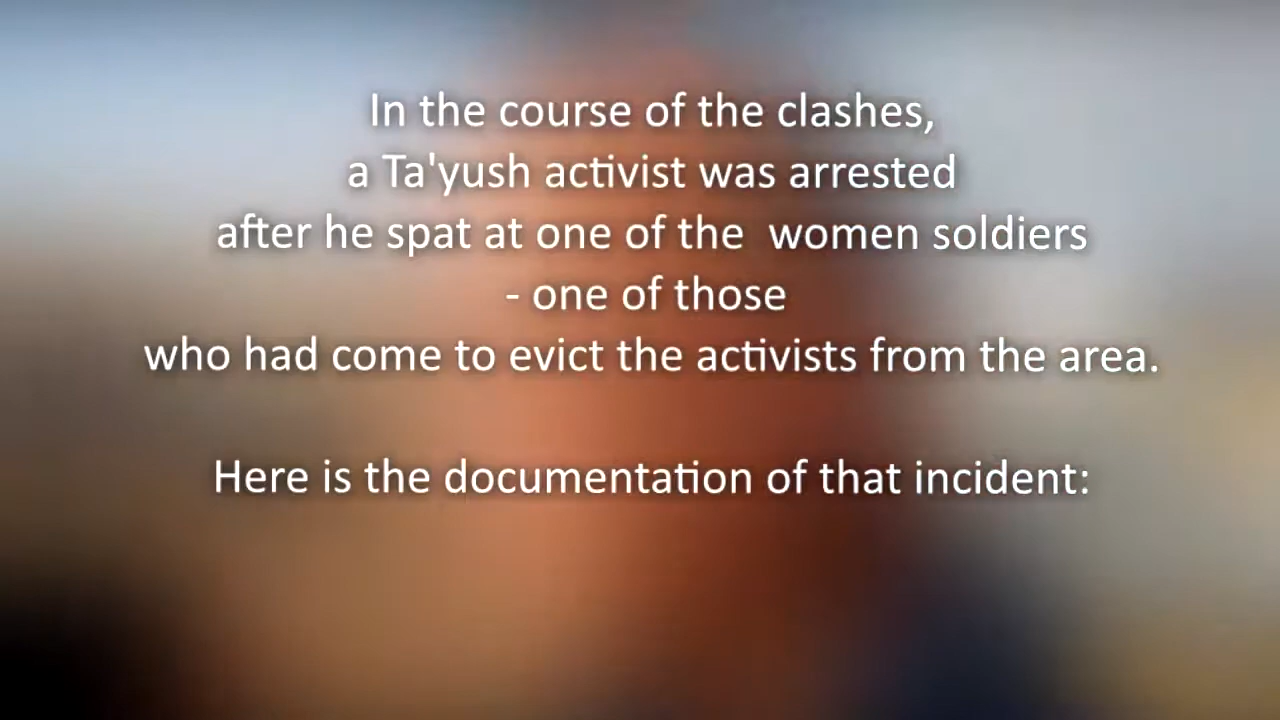 In the course of the clashes,
a Ta'yush activist was arrested
after he spat at one of the  women soldiers
- one of those
who had come to evict the activists from the area.
Here is the documentation of that incident: